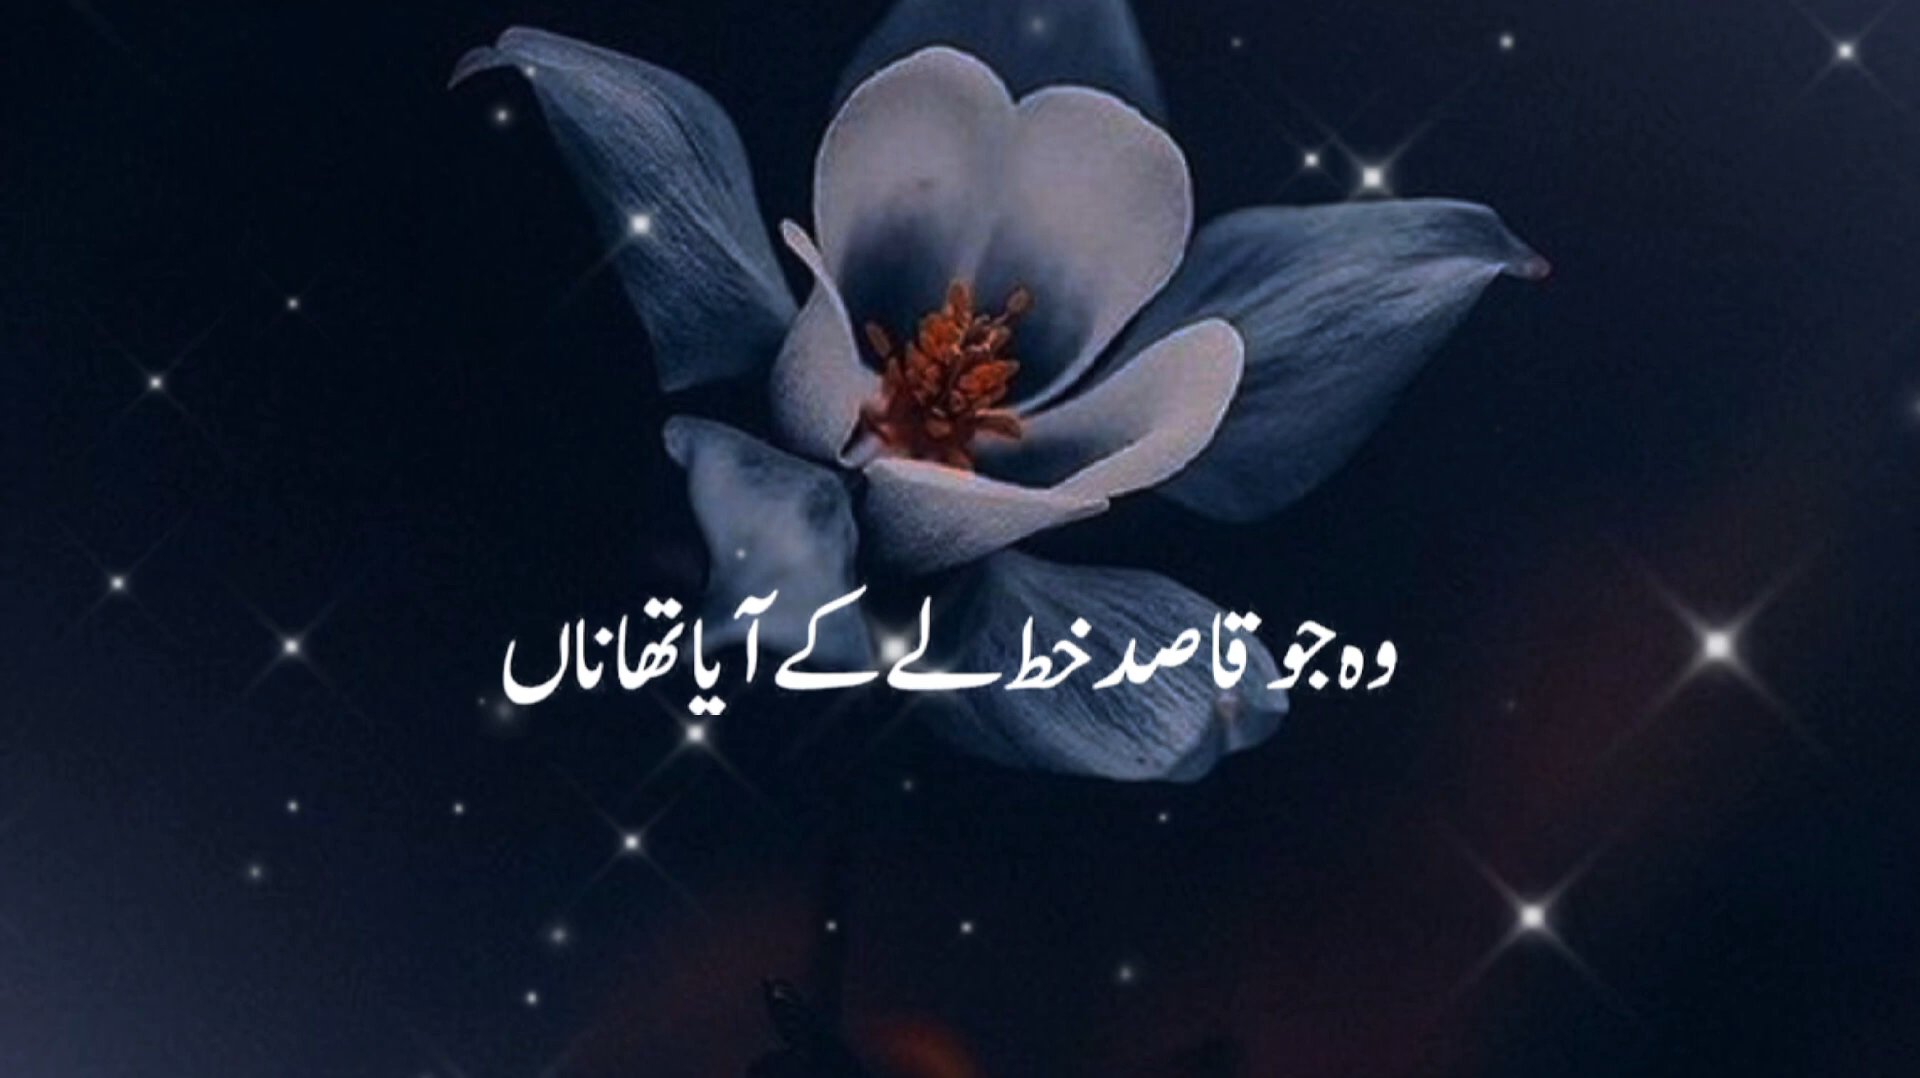 وہ جو قاصد خط لے کے آیا تھا ناں